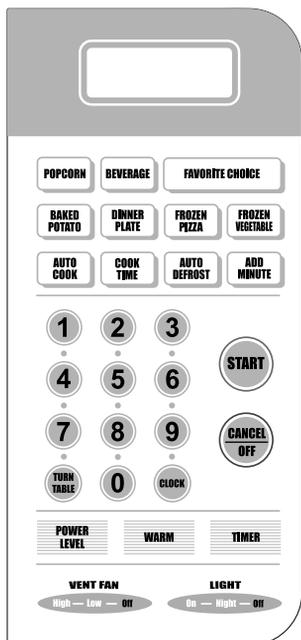 POPCORN BEVERAGE FAVORITE CHOICE
BAKED DINNER FROZEN FROZEN
POTATO PLATE PIZZA VEGETABLE
AUTO COOK AUTO ADD
COOK TIME DEFROST MINUTE
1 2 3
START
4 5 6
7 8 9
CANCEL
OFF
TURN
TABLE
0
CLOCK
POWER
LEVEL
WARM
TIMER
VENT FAN LIGHT
High — Low — Off On — Night — Off